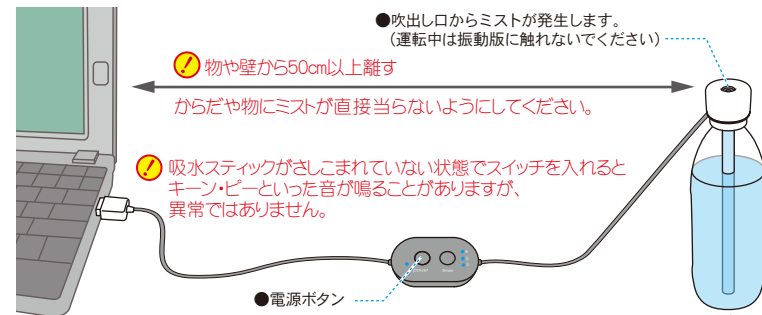 ●吹出し口からミストが発生します。
（運転中は振動版に触れないでください）
物や壁から50cm以上離す
からだや物にミストが直接当らないようにしてください。
吸水スティックがさしこまれていない状態でスイッチを入れると
キーン・ピーといった音が鳴ることがありますが、
異常ではありません。
●電源ボタン